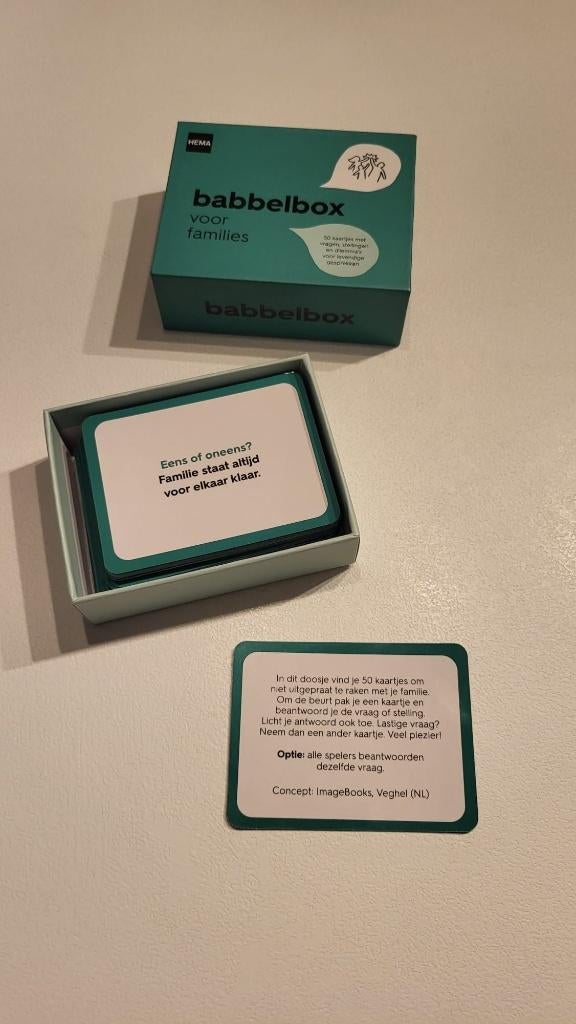 HEMA
babbelbox
voor
families
50 kaartjes met
vragen, stellingen
en dilemma's
voor levendige
gesprekken
babbelbox
Eens of oneens?
Familie staat altijd
voor elkaar klaar.
In dit doosje vind je 50 kaartjes om
niet uitgepraat te raken met je familie.
Om de beurt pak je een kaartje en
beantwoord je de vraag of stelling.
Licht je antwoord ook toe. Lastige vraag?
Neem dan een ander kaartje. Veel plezier!
Optie: alle spelers beantwoorden
dezelfde vraag.
Concept: ImageBooks, Veghel (NL)